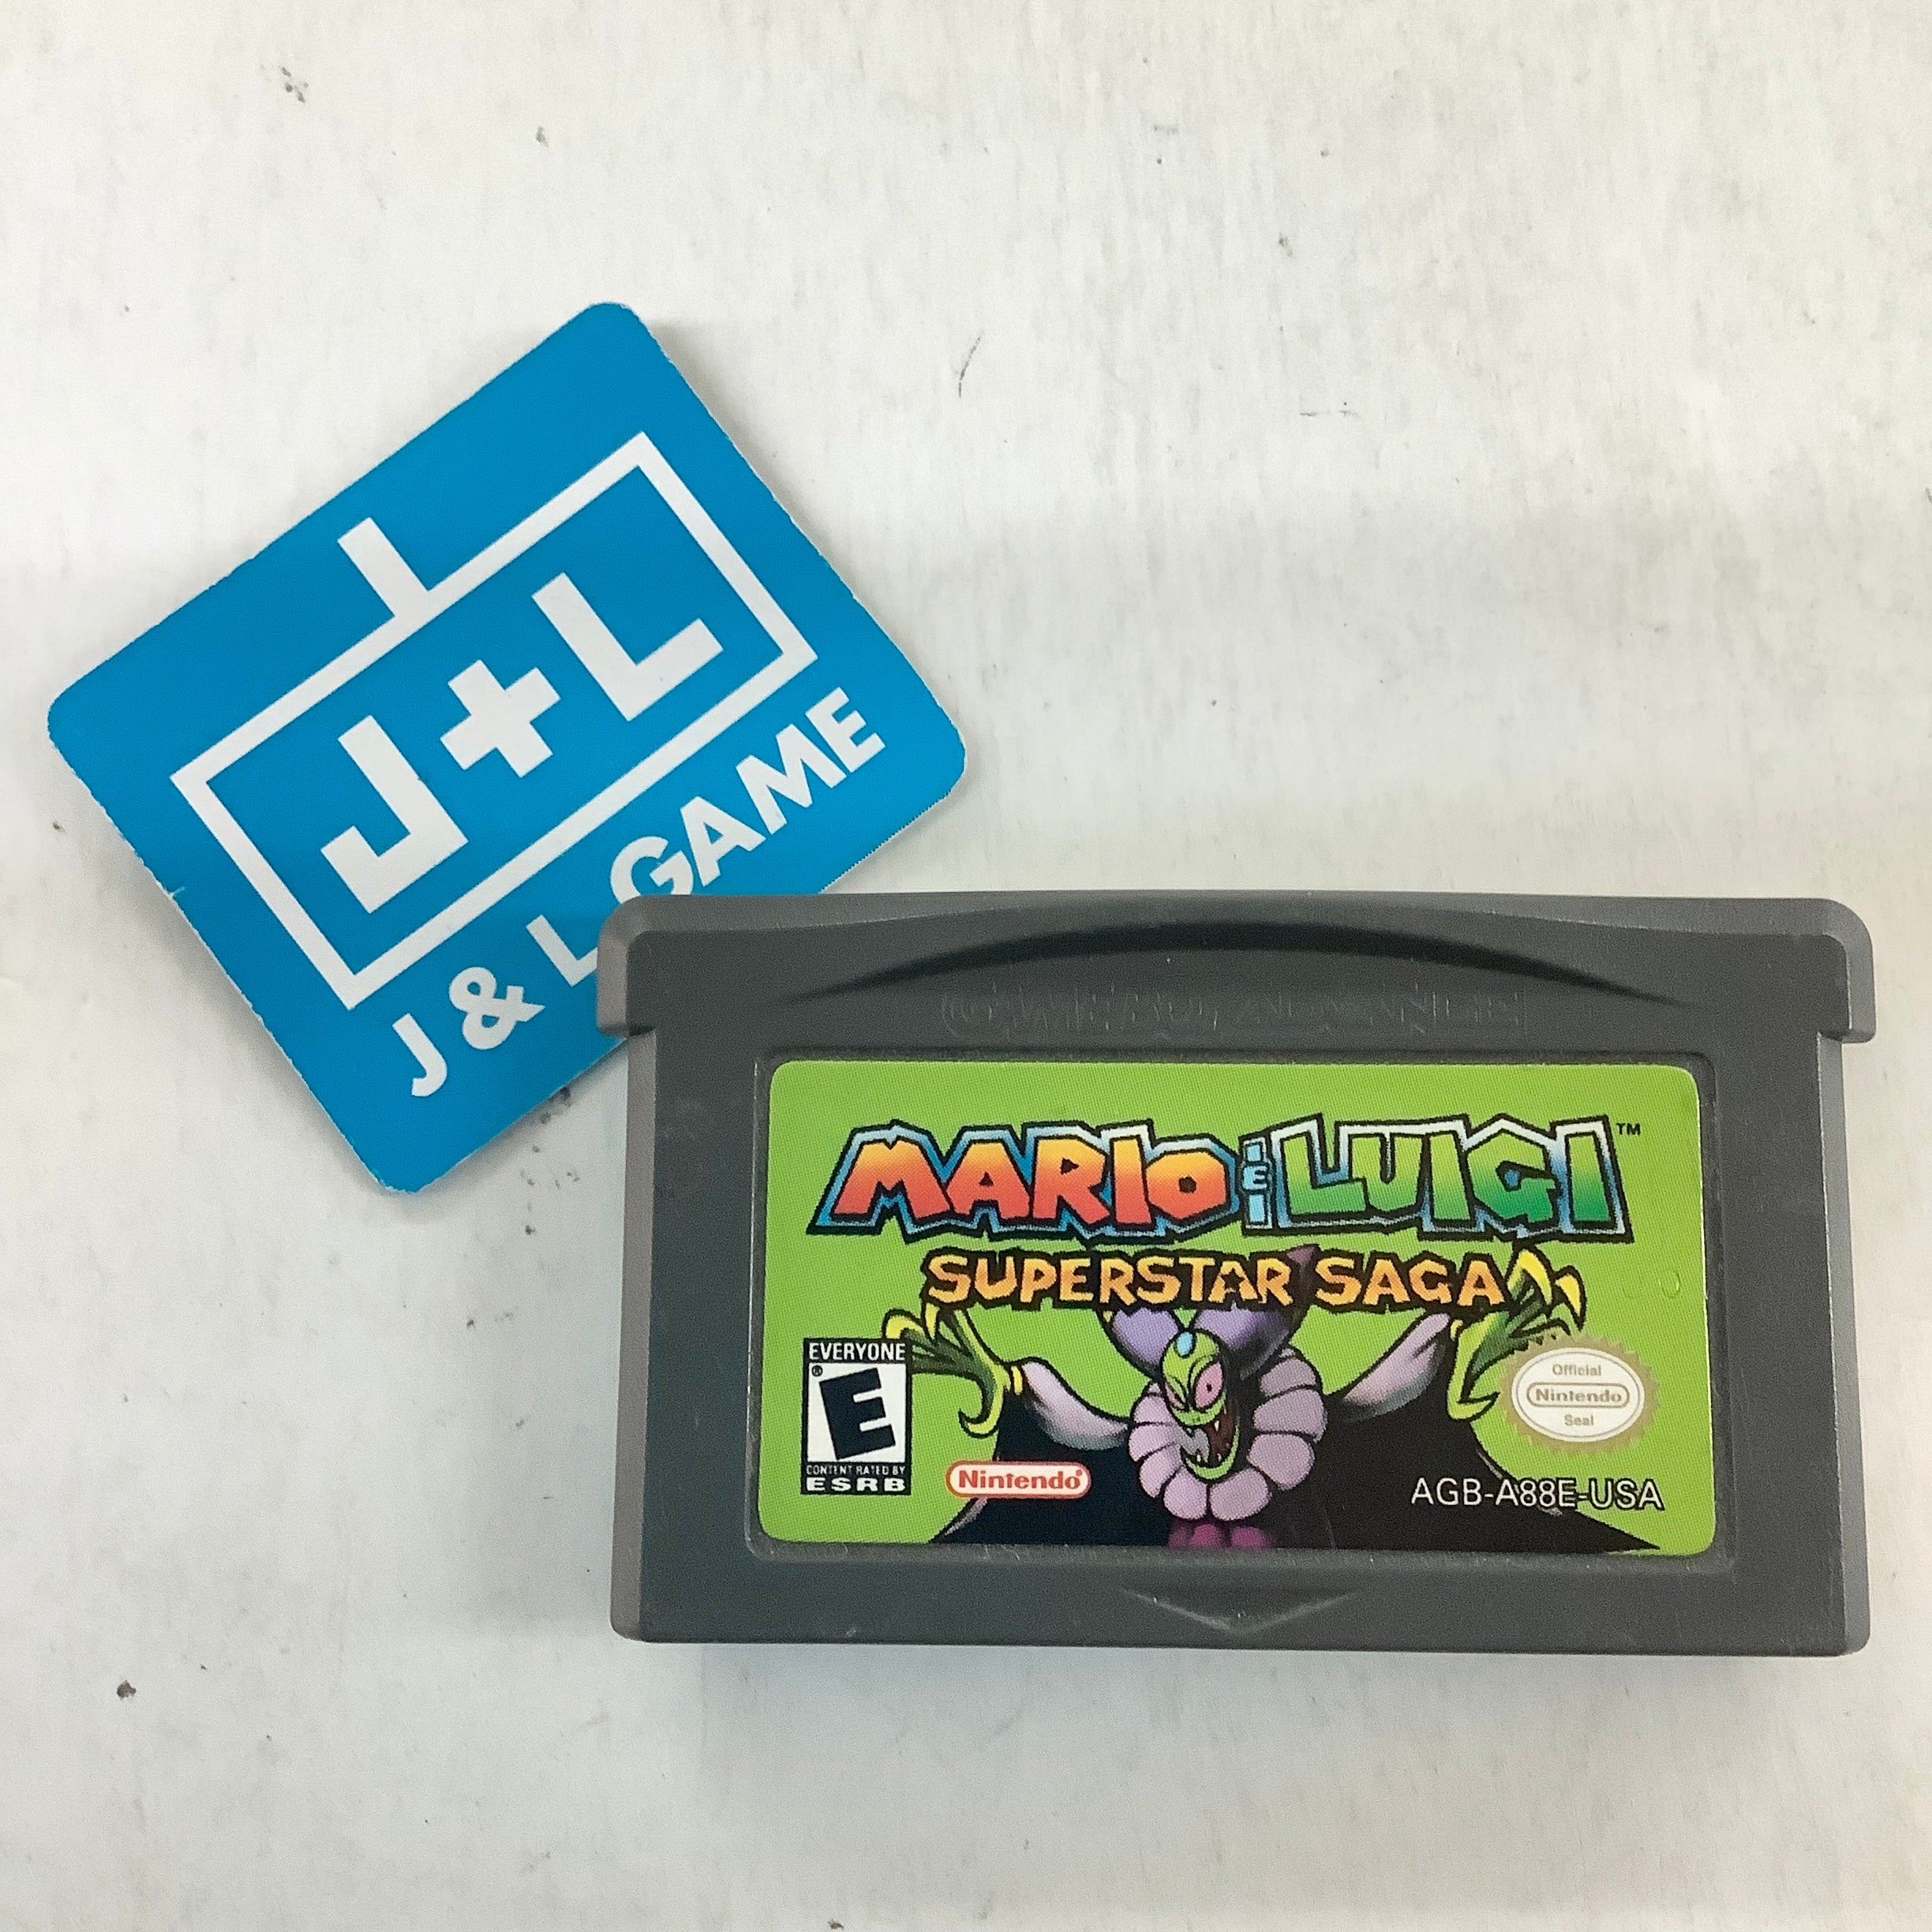 J+L
J & L GAME
GAME BOY ADVANCE
MARIO & LUIGI™
SUPERSTAR SAGA
EVERYONE
E®
CONTENT RATED BY
ESRB
Nintendo®
Official
Nintendo
Seal
AGB-A88E-USA